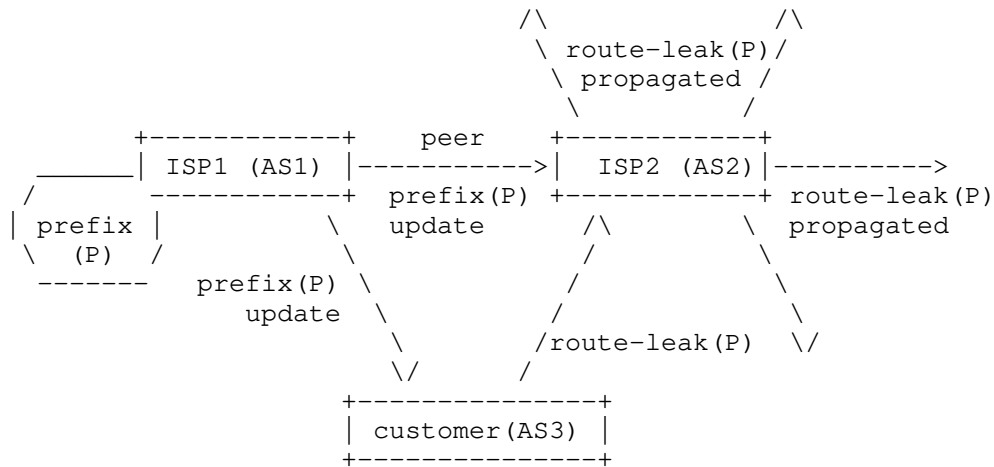 route-leak(P)
propagated
peer
ISP1 (AS1)
ISP2 (AS2)
prefix(P)
update
route-leak(P)
propagated
prefix
(P)
prefix(P)
update
route-leak(P)
customer(AS3)